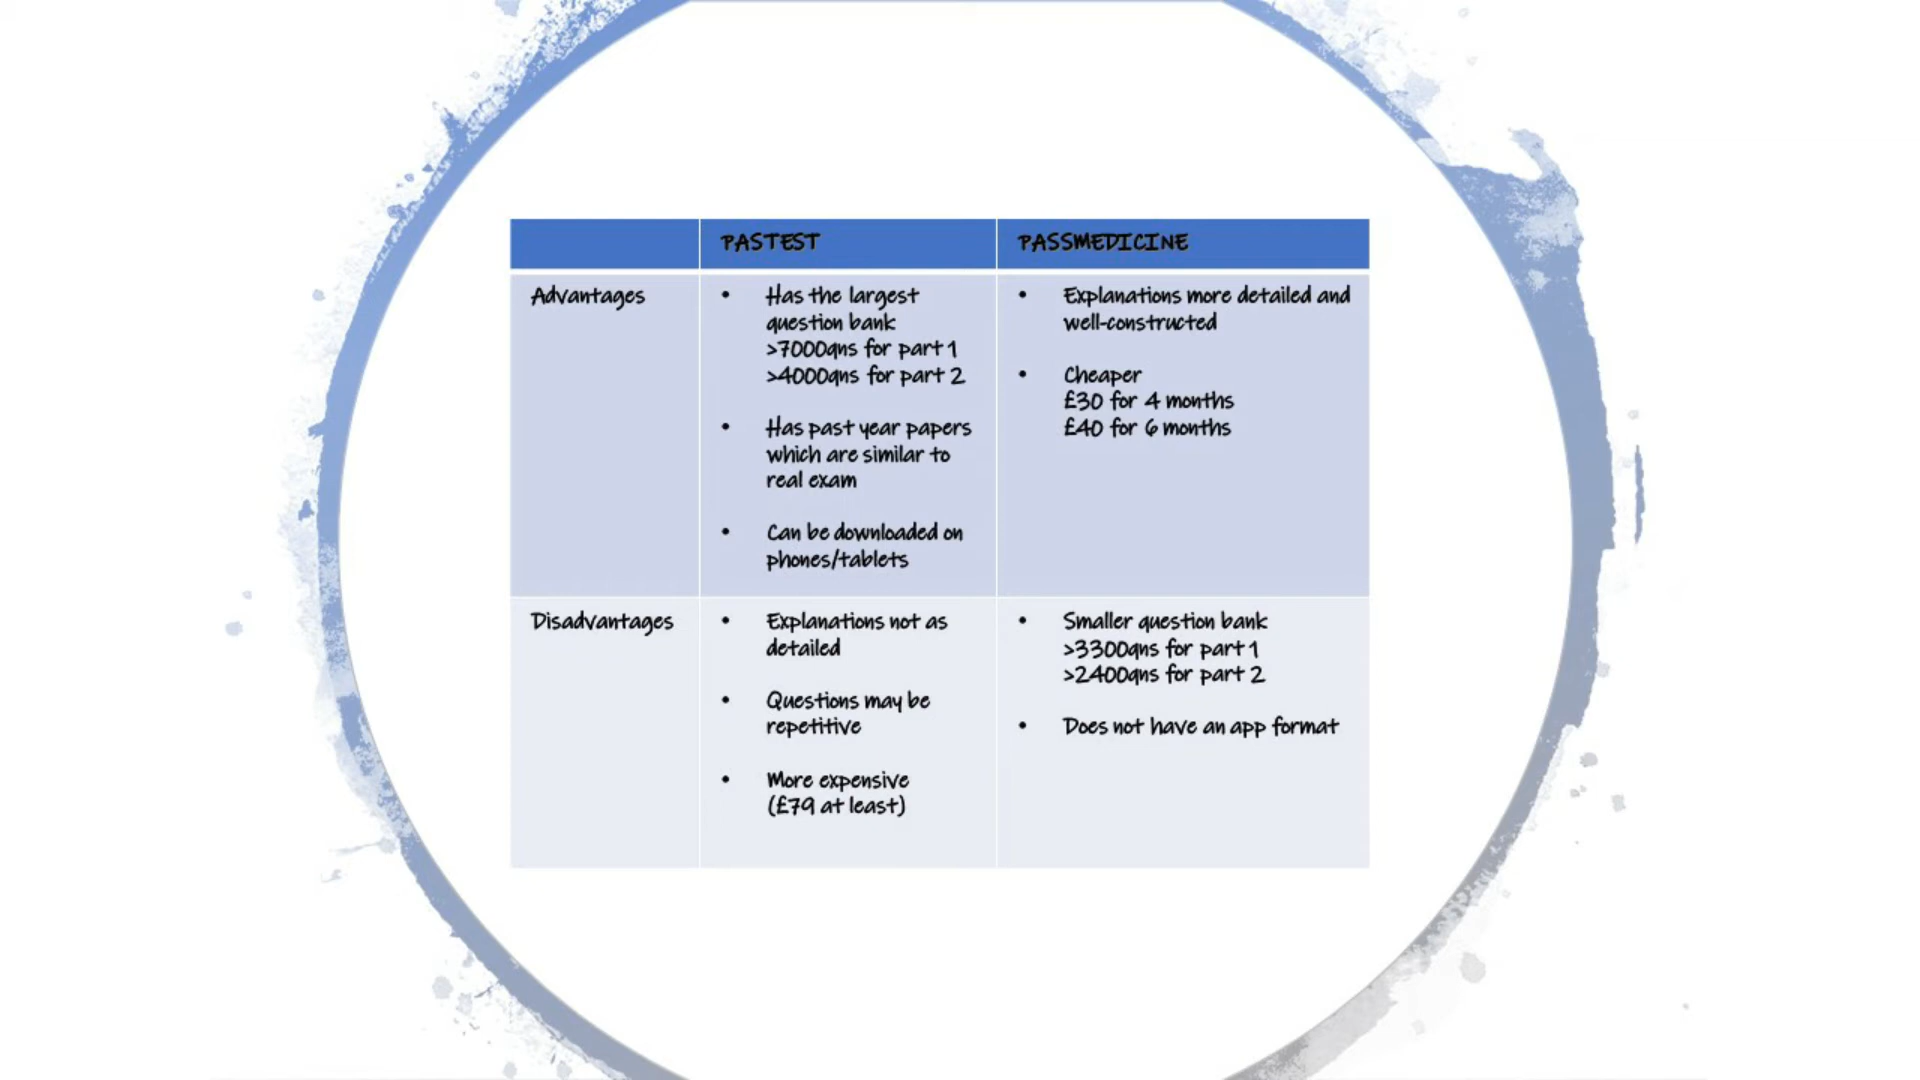 PASTEST
PASSMEDICINE
Advantages
• Has the largest
question bank
>7000qns for part 1
>4000qns for part 2
• Has past year papers
which are similar to
real exam
• Can be downloaded on
phones/tablets
• Explanations more detailed and
well-constructed
• Cheaper
£30 for 4 months
£40 for 6 months
Disadvantages
• Explanations not as
detailed
• Questions may be
repetitive
• More expensive
(£79 at least)
• Smaller question bank
>3300qns for part 1
>2400qns for part 2
• Does not have an app format